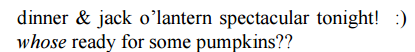 dinner & jack o’lantern spectacular tonight! :)
whose ready for some pumpkins??